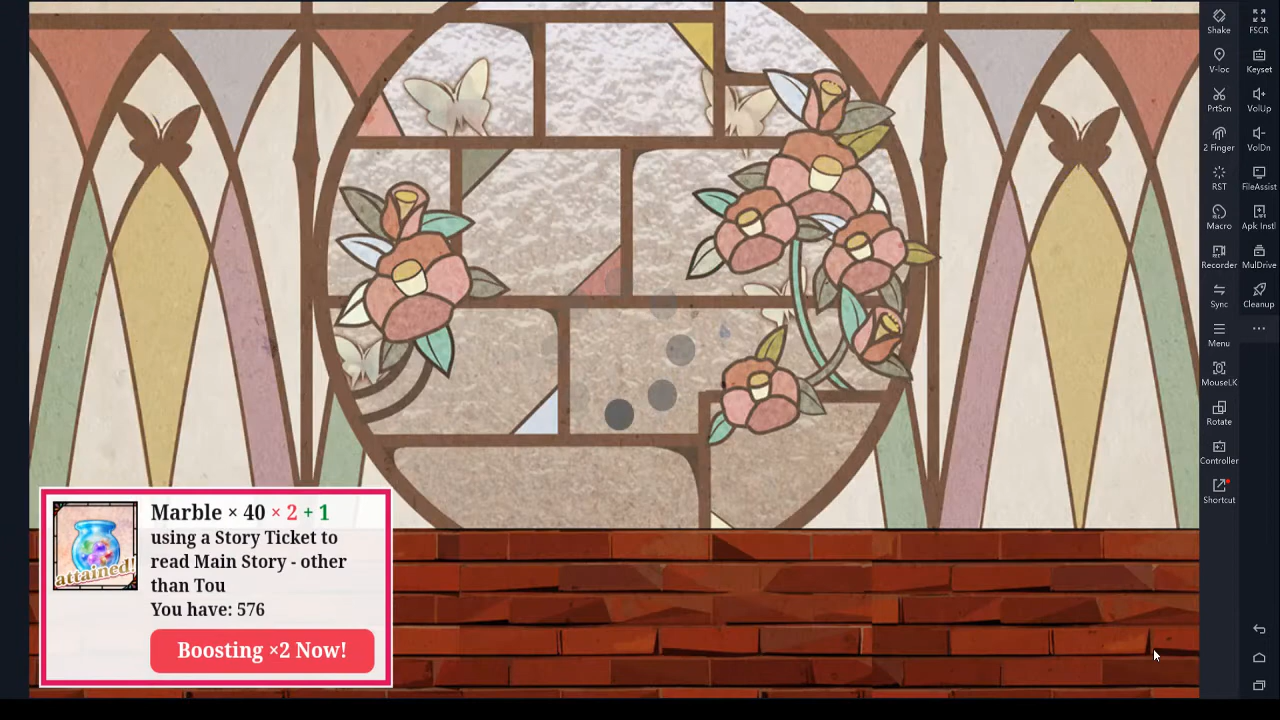 Marble × 40 × 2 + 1
using a Story Ticket to
read Main Story - other
than Tou
You have: 576
attained!
Boosting ×2 Now!
Shake
FSCR
V-loc
Keyset
PrtScn
VolUp
2 Finger
VolDn
RST
FileAssist
Macro
Apk Instl
Recorder
MulDrive
Sync
Cleanup
Menu
MouseLK
Rotate
Controller
Shortcut